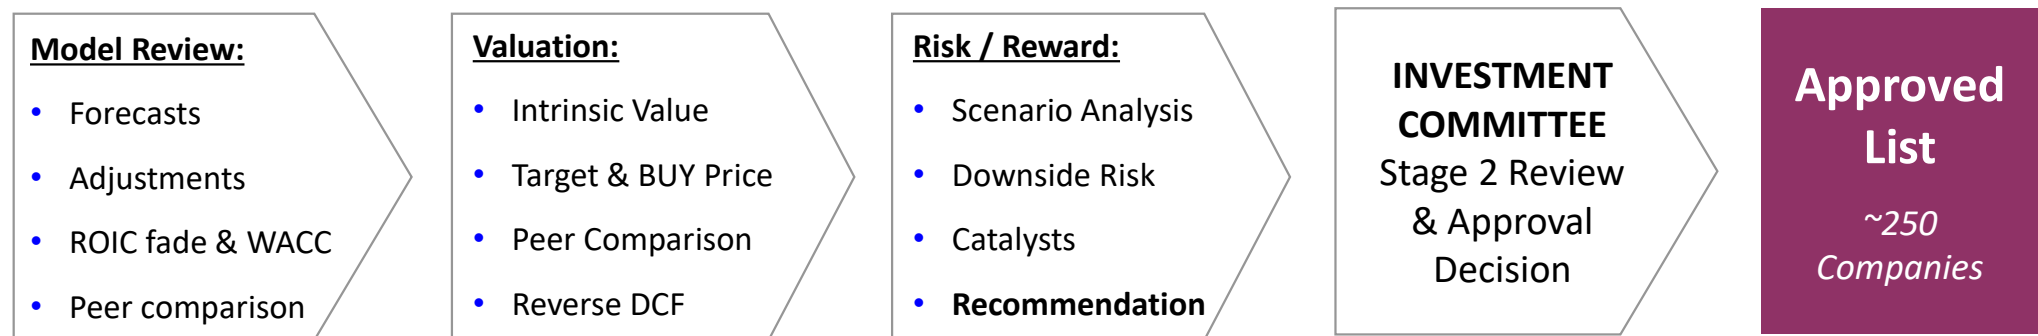 Model Review:
• Forecasts
• Adjustments
• ROIC fade & WACC
• Peer comparison
Valuation:
• Intrinsic Value
• Target & BUY Price
• Peer Comparison
• Reverse DCF
Risk / Reward:
• Scenario Analysis
• Downside Risk
• Catalysts
• Recommendation
INVESTMENT
COMMITTEE
Stage 2 Review
& Approval
Decision
Approved
List
~250
Companies